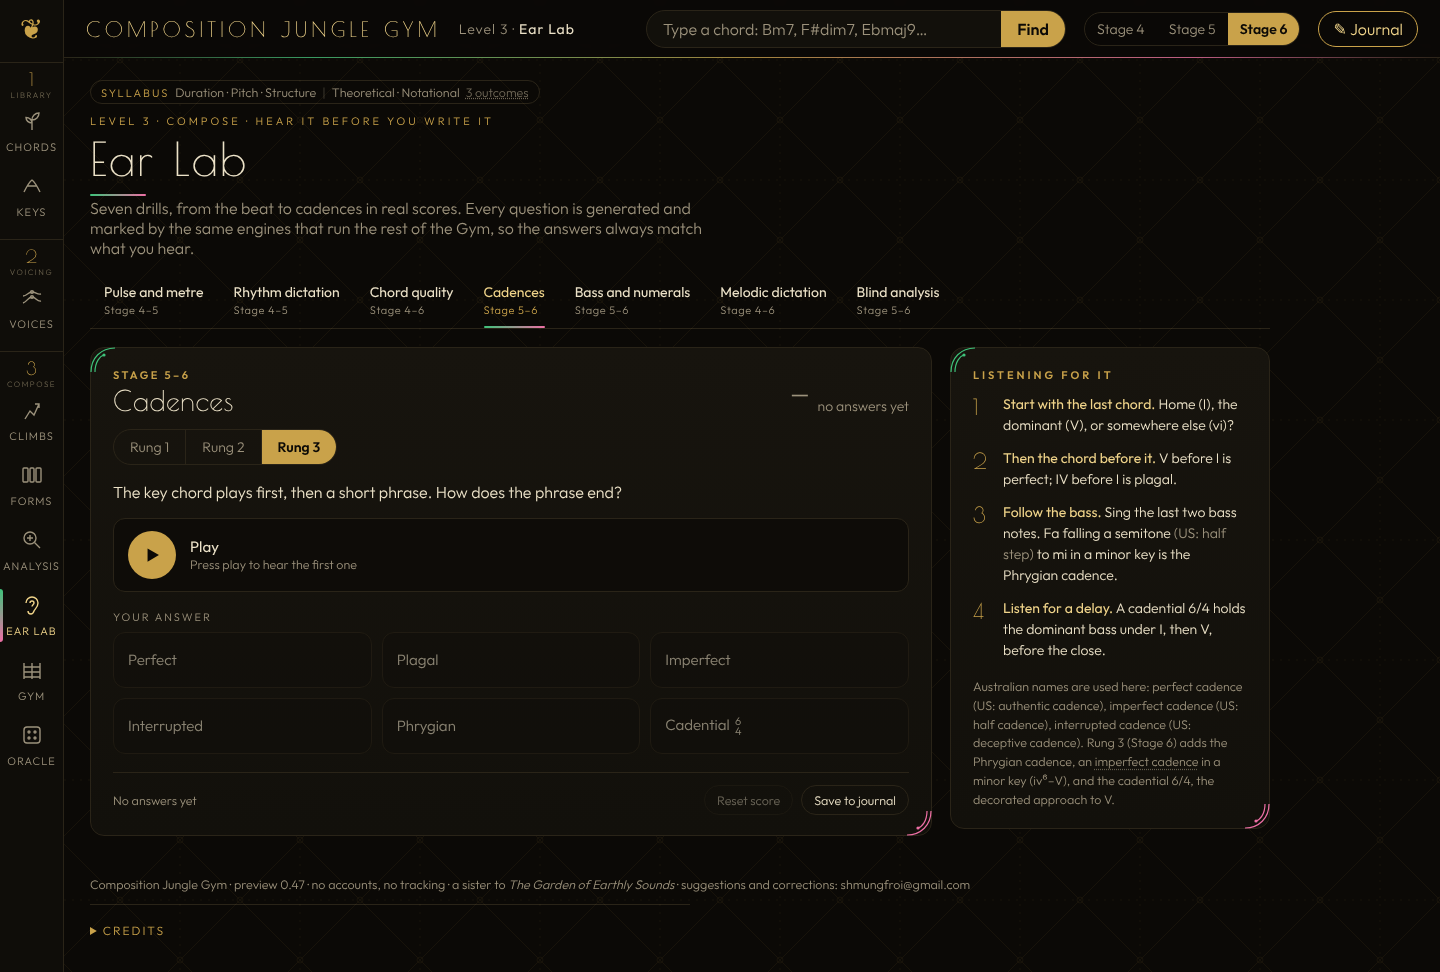 COMPOSITION JUNGLE GYM
Level 3 · Ear Lab
Type a chord: Bm7, F#dim7, Ebmaj9…
Find
Stage 4
Stage 5
Stage 6
✎ Journal
1
LIBRARY
CHORDS
KEYS
2
VOICING
VOICES
3
COMPOSE
CLIMBS
FORMS
ANALYSIS
EAR LAB
GYM
ORACLE
SYLLABUS Duration · Pitch · Structure | Theoretical · Notational 3 outcomes
LEVEL 3 · COMPOSE · HEAR IT BEFORE YOU WRITE IT
Ear Lab
Seven drills, from the beat to cadences in real scores. Every question is generated and
marked by the same engines that run the rest of the Gym, so the answers always match
what you hear.
Pulse and metre
Stage 4–5
Rhythm dictation
Stage 4–5
Chord quality
Stage 4–6
Cadences
Stage 5–6
Bass and numerals
Stage 5–6
Melodic dictation
Stage 4–6
Blind analysis
Stage 5–6
STAGE 5–6
Cadences
— no answers yet
Rung 1
Rung 2
Rung 3
The key chord plays first, then a short phrase. How does the phrase end?
Play
Press play to hear the first one
YOUR ANSWER
Perfect
Plagal
Imperfect
Interrupted
Phrygian
Cadential 6/4
No answers yet
Reset score
Save to journal
LISTENING FOR IT
1 Start with the last chord. Home (I), the
dominant (V), or somewhere else (vi)?
2 Then the chord before it. V before I is
perfect; IV before I is plagal.
3 Follow the bass. Sing the last two bass
notes. Fa falling a semitone (US: half
step) to mi in a minor key is the
Phrygian cadence.
4 Listen for a delay. A cadential 6/4 holds
the dominant bass under I, then V,
before the close.
Australian names are used here: perfect cadence
(US: authentic cadence), imperfect cadence (US:
half cadence), interrupted cadence (US:
deceptive cadence). Rung 3 (Stage 6) adds the
Phrygian cadence, an imperfect cadence in a
minor key (iv⁶–V), and the cadential 6/4, the
decorated approach to V.
Composition Jungle Gym · preview 0.47 · no accounts, no tracking · a sister to The Garden of Earthly Sounds · suggestions and corrections: shmungfroi@gmail.com
CREDITS